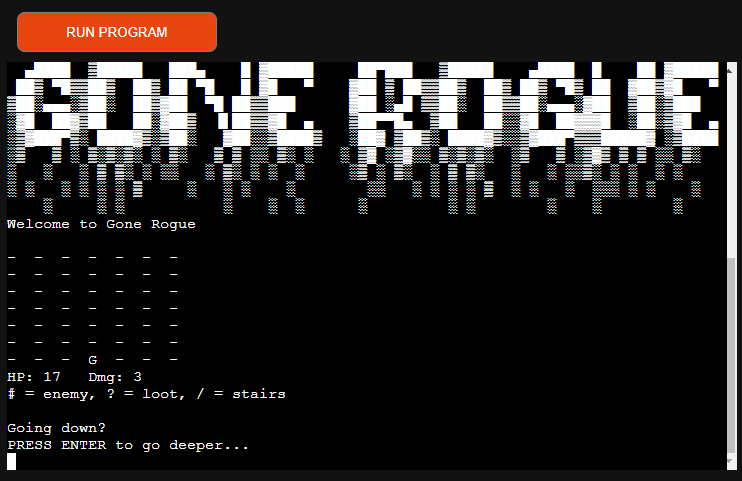 RUN PROGRAM
GONE ROGUE
Welcome to Gone Rogue
_ _ _ _ _ _ _
_ _ _ _ _ _ _
_ _ _ _ _ _ _
_ _ _ _ _ _ _
_ _ _ _ _ _ _
_ _ _ _ _ _ _
_ _ _ G _ _ _
HP: 17   Dmg: 3
# = enemy, ? = loot, / = stairs
Going down?
PRESS ENTER to go deeper...